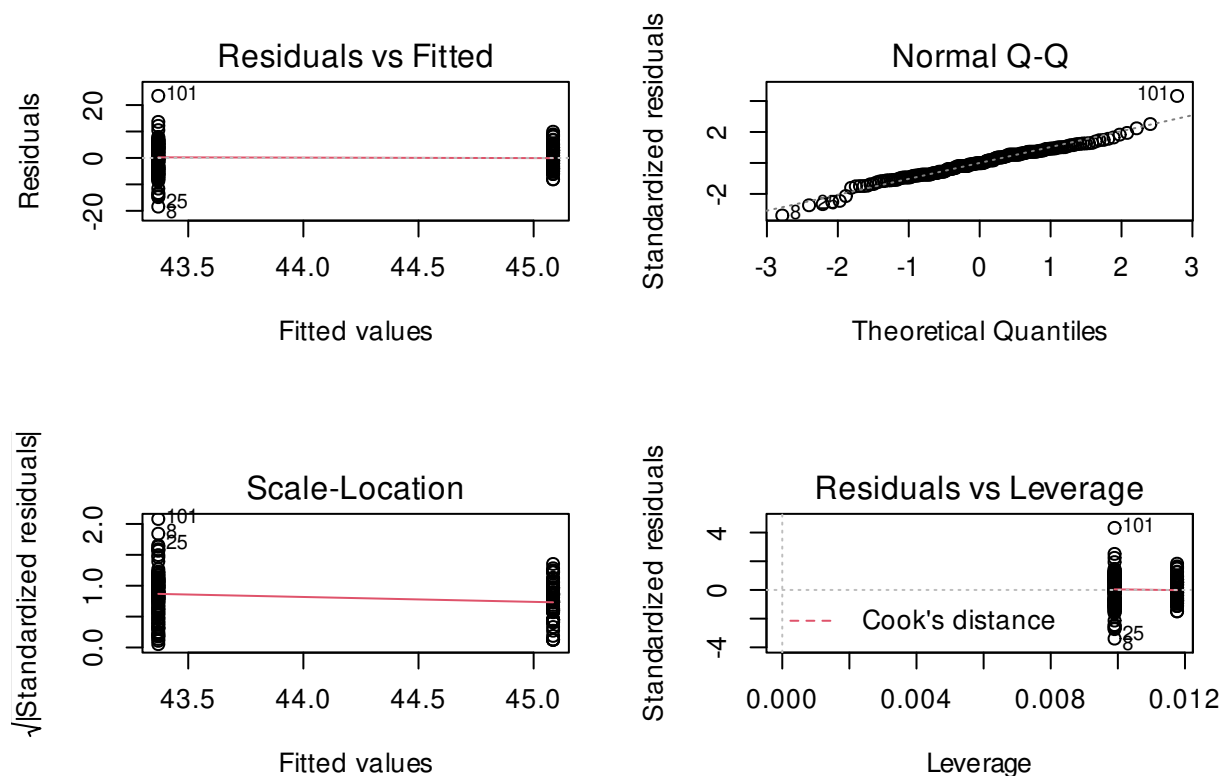 Residuals vs Fitted
Residuals
20
0
-20
101
25
8
43.5 44.0 44.5 45.0
Fitted values
Normal Q-Q
Standardized residuals
2
-2
101
8
-3 -2 -1 0 1 2 3
Theoretical Quantiles
Scale-Location
√|Standardized residuals|
2.0
1.0
0.0
101
8
25
43.5 44.0 44.5 45.0
Fitted values
Residuals vs Leverage
Standardized residuals
4
0
-4
101
25
8
Cook's distance
0.000 0.004 0.008 0.012
Leverage